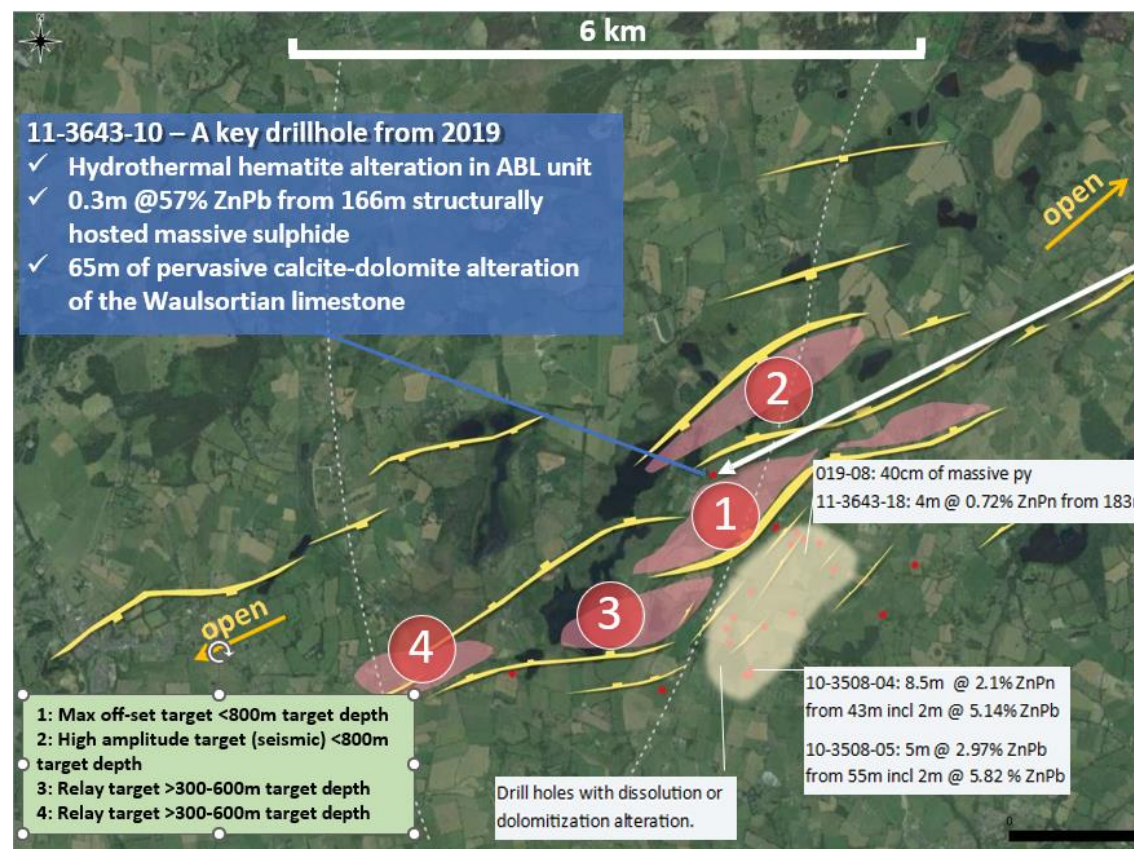 6 km
11-3643-10 – A key drillhole from 2019
✓ Hydrothermal hematite alteration in ABL unit
✓ 0.3m @57% ZnPb from 166m structurally
hosted massive sulphide
✓ 65m of pervasive calcite-dolomite alteration
of the Waulsortian limestone
open
2
1
019-08: 40cm of massive py
11-3643-18: 4m @ 0.72% ZnPn from 183
3
4
open
10-3508-04: 8.5m @ 2.1% ZnPn
from 43m incl 2m @ 5.14% ZnPb
10-3508-05: 5m @ 2.97% ZnPb
from 55m incl 2m @ 5.82 % ZnPb
1: Max off-set target <800m target depth
2: High amplitude target (seismic) <800m
target depth
3: Relay target >300-600m target depth
4: Relay target >300-600m target depth
Drill holes with dissolution or
dolomitization alteration.
0